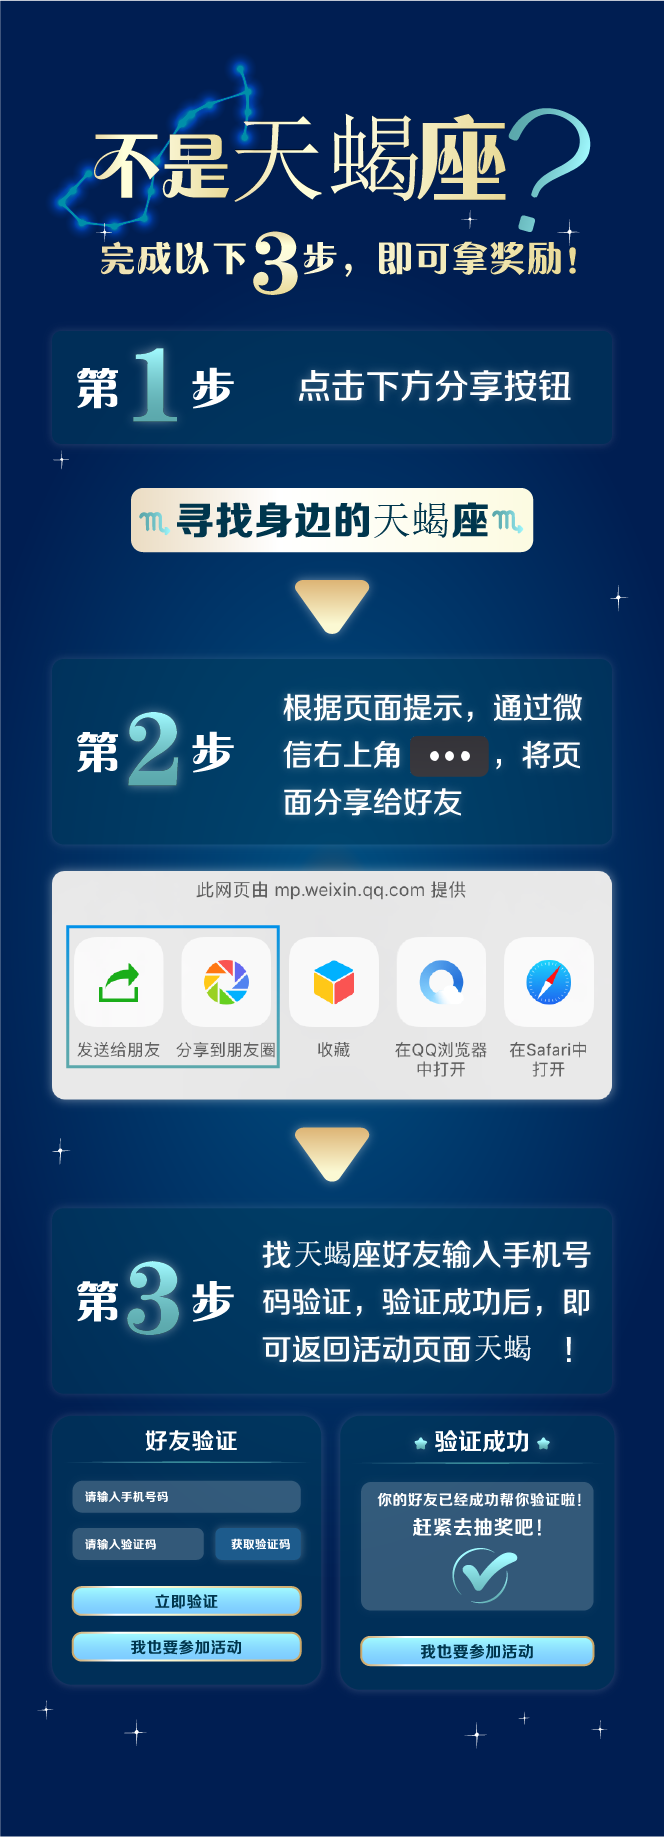 不是天蝎座?
完成以下3步，即可拿奖励!
第1步
点击下方分享按钮
寻找身边的天蝎座
第2步
根据页面提示，通过微
信右上角 ••• ，将页
面分享给好友
此网页由 mp.weixin.qq.com 提供
发送给朋友
分享到朋友圈
收藏
在QQ浏览器
中打开
在Safari中
打开
第3步
找天蝎座好友输入手机号
码验证，验证成功后，即
可返回活动页面天蝎 !
好友验证
请输入手机号码
请输入验证码
获取验证码
立即验证
我也要参加活动
验证成功
你的好友已经成功帮你验证啦!
赶紧去抽奖吧!
我也要参加活动